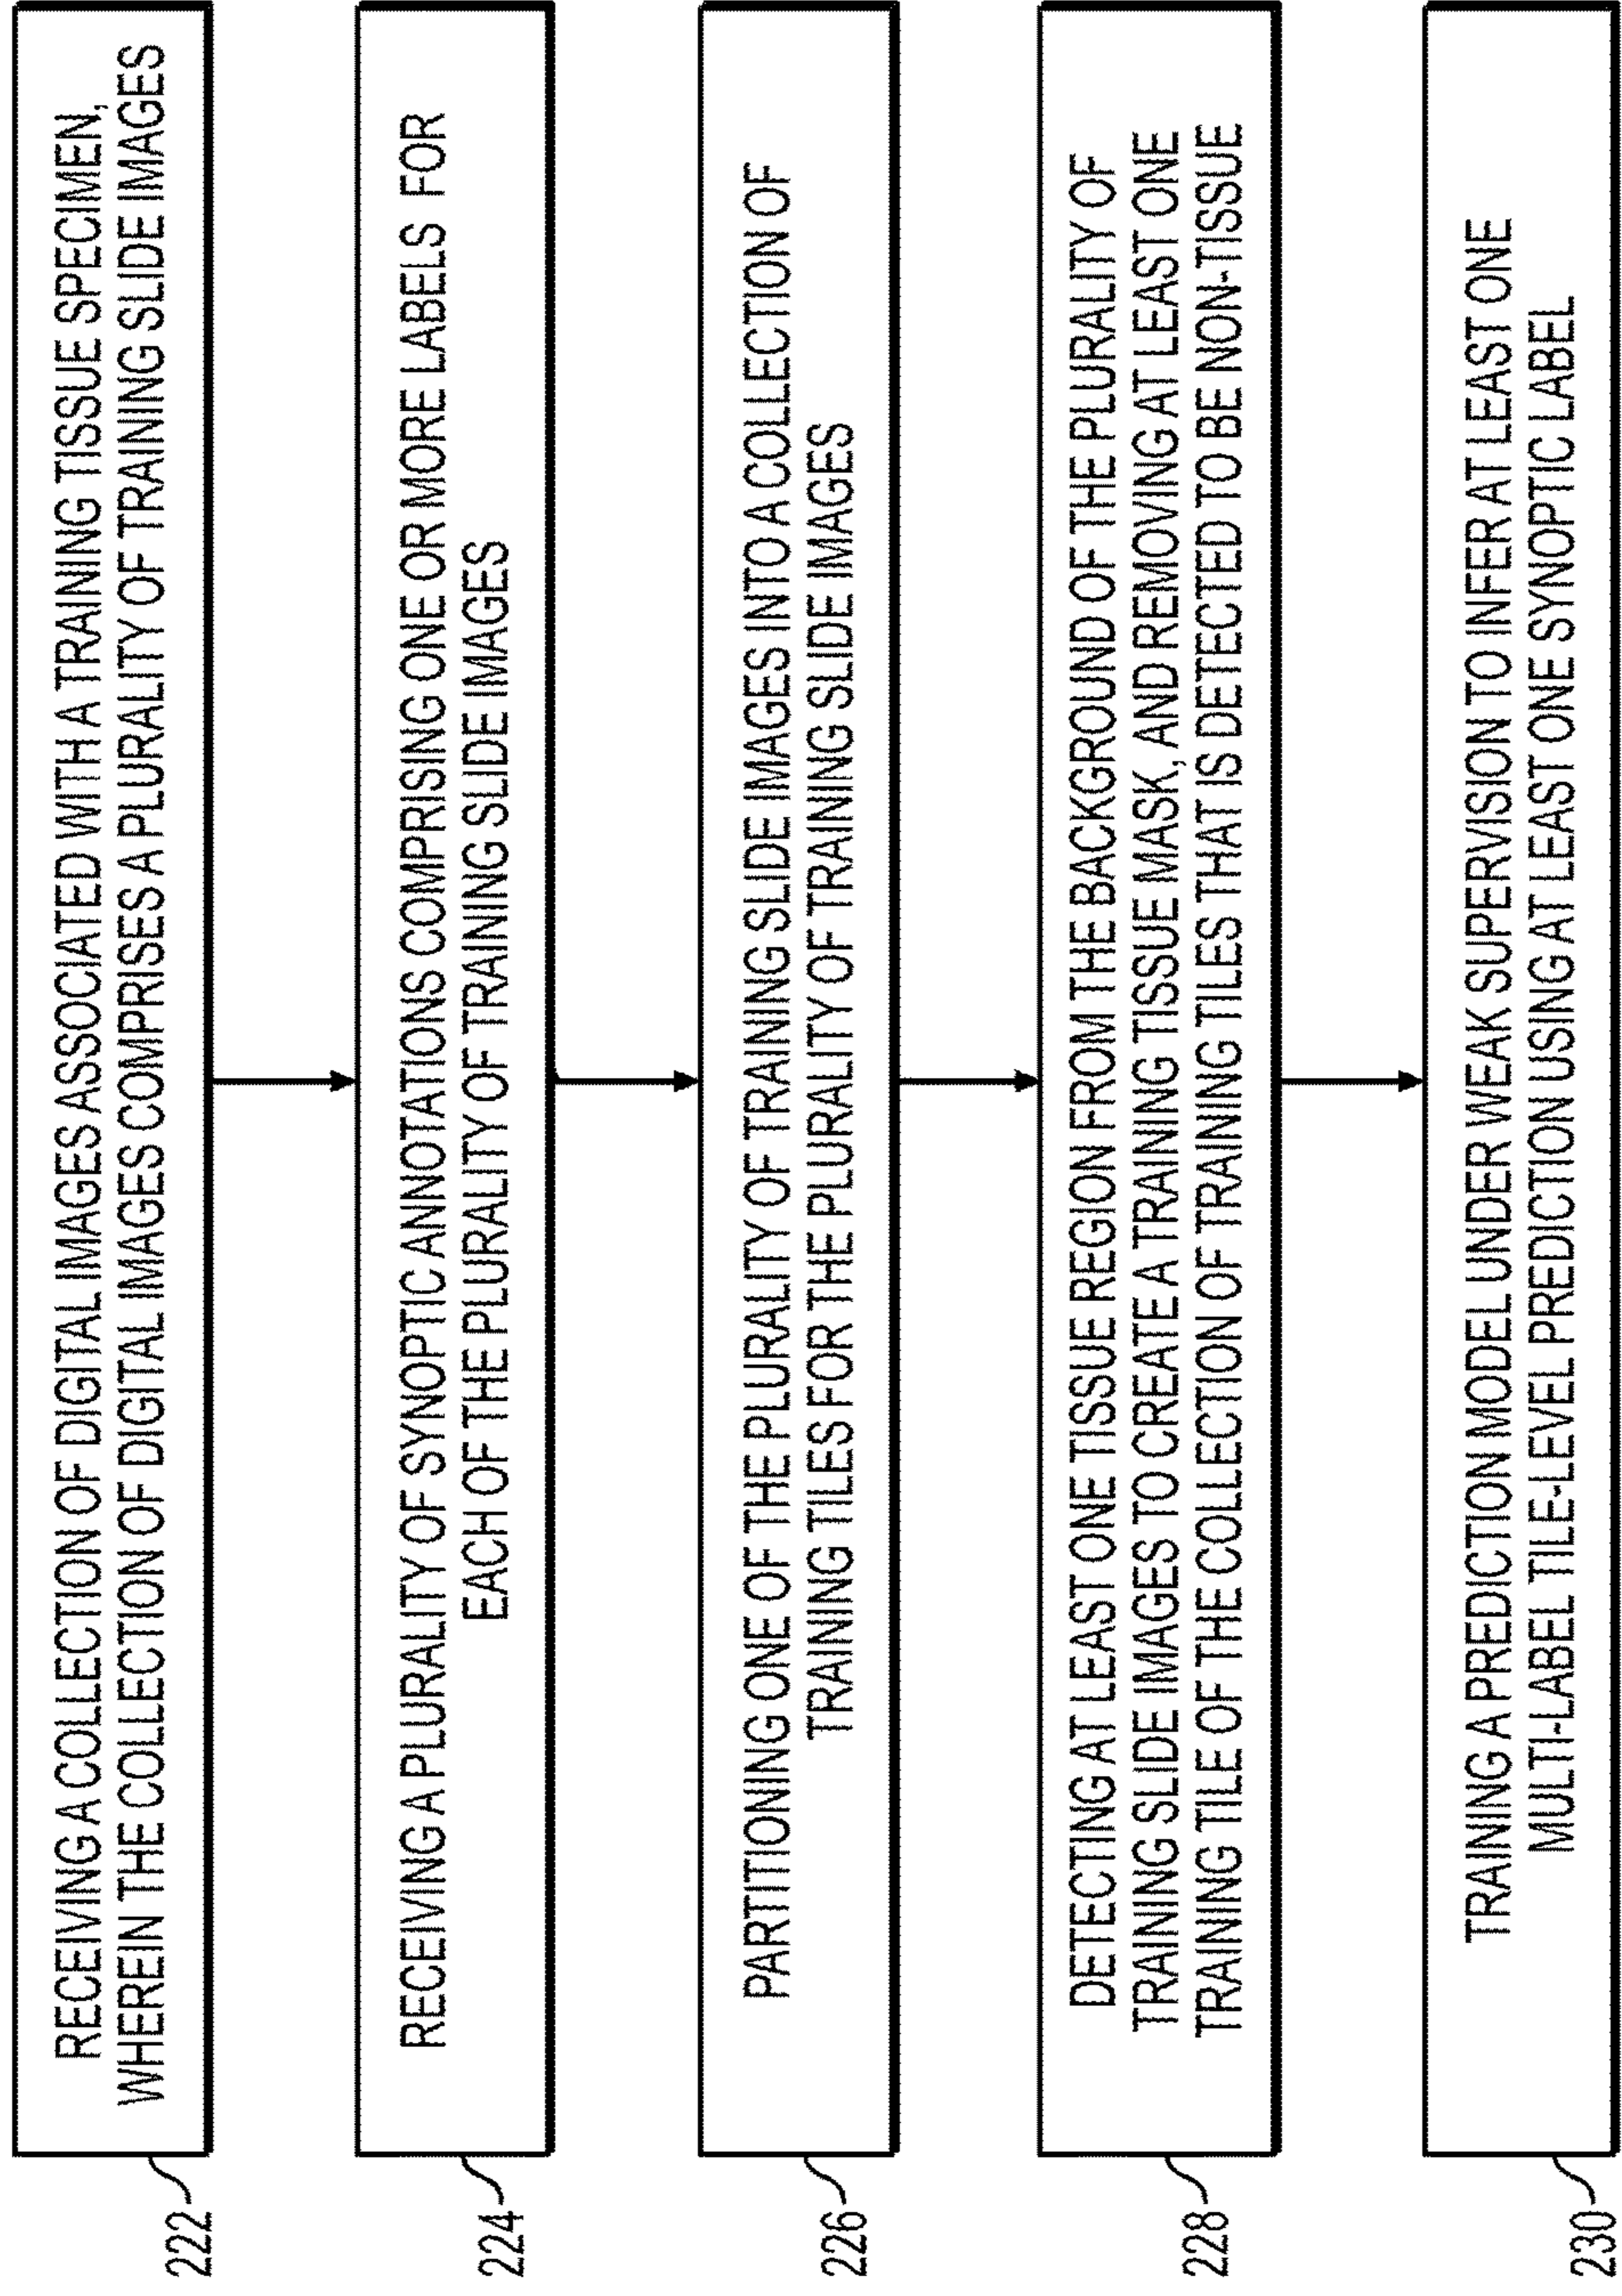 RECEIVING A COLLECTION OF DIGITAL IMAGES ASSOCIATED WITH A TRAINING TISSUE SPECIMEN,
WHEREIN THE COLLECTION OF DIGITAL IMAGES COMPRISES A PLURALITY OF TRAINING SLIDE IMAGES
222
RECEIVING A PLURALITY OF SYNOPTIC ANNOTATIONS COMPRISING ONE OR MORE LABELS FOR
EACH OF THE PLURALITY OF TRAINING SLIDE IMAGES
224
PARTITIONING ONE OF THE PLURALITY OF TRAINING SLIDE IMAGES INTO A COLLECTION OF
TRAINING TILES FOR THE PLURALITY OF TRAINING SLIDE IMAGES
226
DETECTING AT LEAST ONE TISSUE REGION FROM THE BACKGROUND OF THE PLURALITY OF
TRAINING SLIDE IMAGES TO CREATE A TRAINING TISSUE MASK, AND REMOVING AT LEAST ONE
TRAINING TILE OF THE COLLECTION OF TRAINING TILES THAT IS DETECTED TO BE NON-TISSUE
228
TRAINING A PREDICTION MODEL UNDER WEAK SUPERVISION TO INFER AT LEAST ONE
MULTI-LABEL TILE-LEVEL PREDICTION USING AT LEAST ONE SYNOPTIC LABEL
230